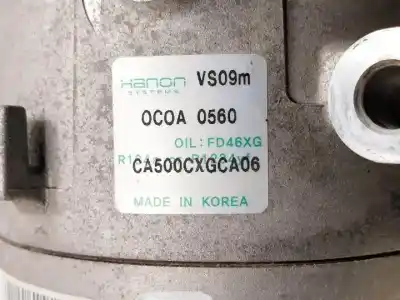 Hanon VS09m
SYSTEMS
OCOA 0560
OIL: FD46XG
CA500CXGCA06
MADE IN KOREA